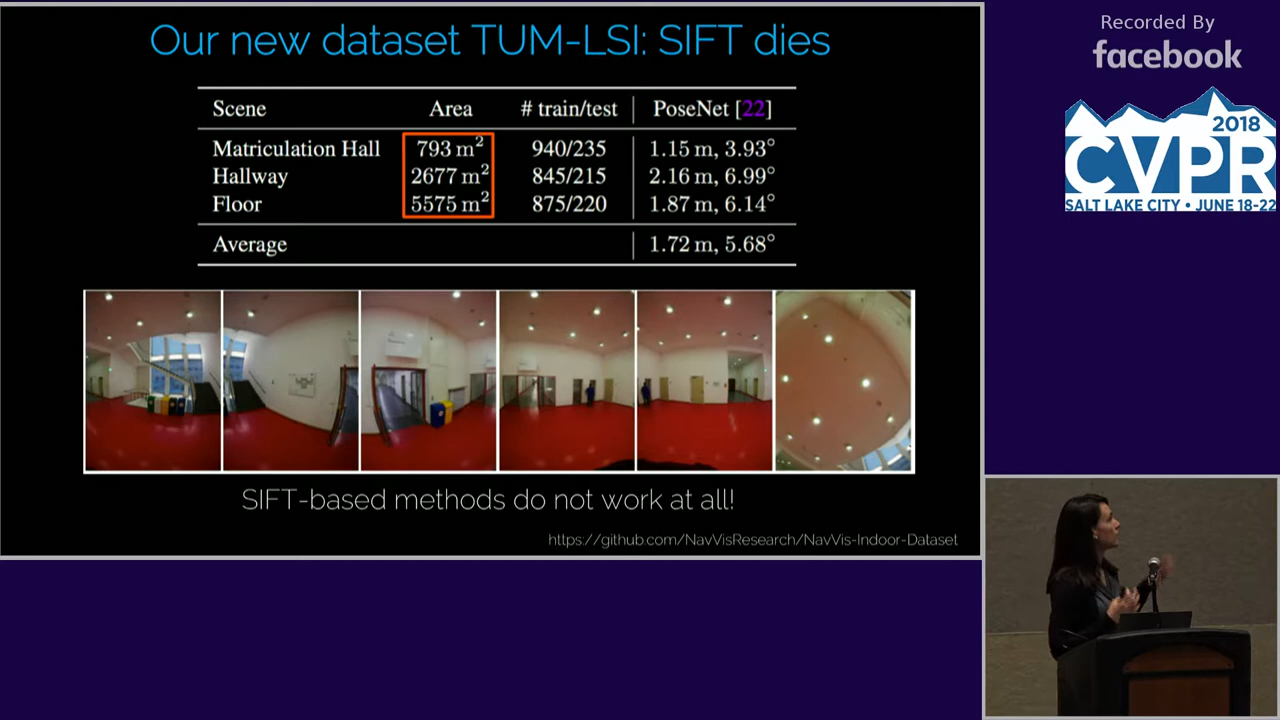 Our new dataset TUM-LSI: SIFT dies
Scene Area # train/test PoseNet [22]
Matriculation Hall 793 m² 940/235 1.15 m, 3.93°
Hallway 2677 m² 845/215 2.16 m, 6.99°
Floor 5575 m² 875/220 1.87 m, 6.14°
Average 1.72 m, 5.68°
SIFT-based methods do not work at all!
https://github.com/NavVisResearch/NavVis-Indoor-Dataset
Recorded By
facebook
2018
CVPR
SALT LAKE CITY • JUNE 18-22